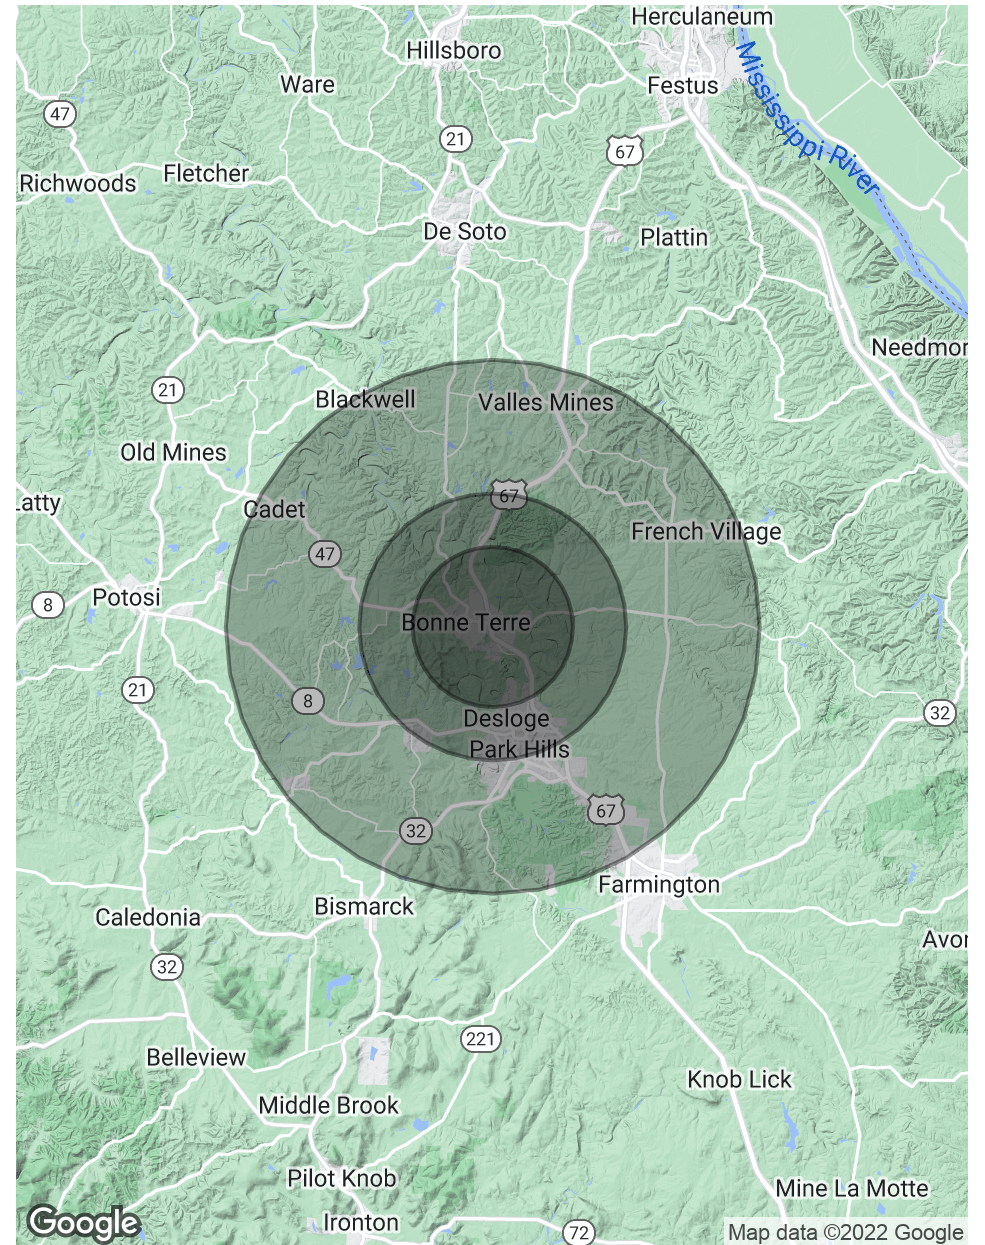 Herculaneum
Hillsboro
Ware
Festus
Mississippi River
47
21
67
Fletcher
Richwoods
De Soto
Plattin
Needmor
21
Blackwell
Valles Mines
Old Mines
67
Latty
Cadet
French Village
47
8
Potosi
Bonne Terre
21
8
32
Desloge
Park Hills
67
32
Farmington
Bismarck
Caledonia
Avon
32
221
Belleview
Knob Lick
Middle Brook
Pilot Knob
Mine La Motte
Google
Ironton
72
Map data ©2022 Google